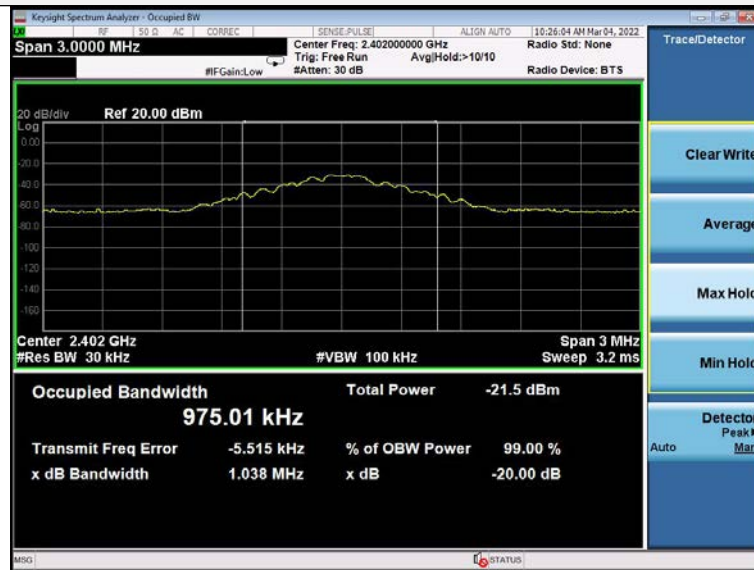 Keysight Spectrum Analyzer - Occupied BW
LXI RF 50 Ω AC CORREC SENSE:PULSE ALIGN AUTO 10:26:04 AM Mar 04, 2022
Span 3.0000 MHz
Center Freq: 2.402000000 GHz Radio Std: None
Trig: Free Run Avg|Hold:>10/10
#IFGain:Low #Atten: 30 dB Radio Device: BTS
Trace/Detector
20 dB/div Ref 20.00 dBm
Log
0.00
-20.0
-40.0
-60.0
-80.0
-100
-120
-140
-160
Center 2.402 GHz Span 3 MHz
#Res BW 30 kHz #VBW 100 kHz Sweep 3.2 ms
Occupied Bandwidth Total Power -21.5 dBm
975.01 kHz
Transmit Freq Error -5.515 kHz % of OBW Power 99.00 %
x dB Bandwidth 1.038 MHz x dB -20.00 dB
Clear Write
Average
Max Hold
Min Hold
Detector
Peak
Auto Man
MSG STATUS